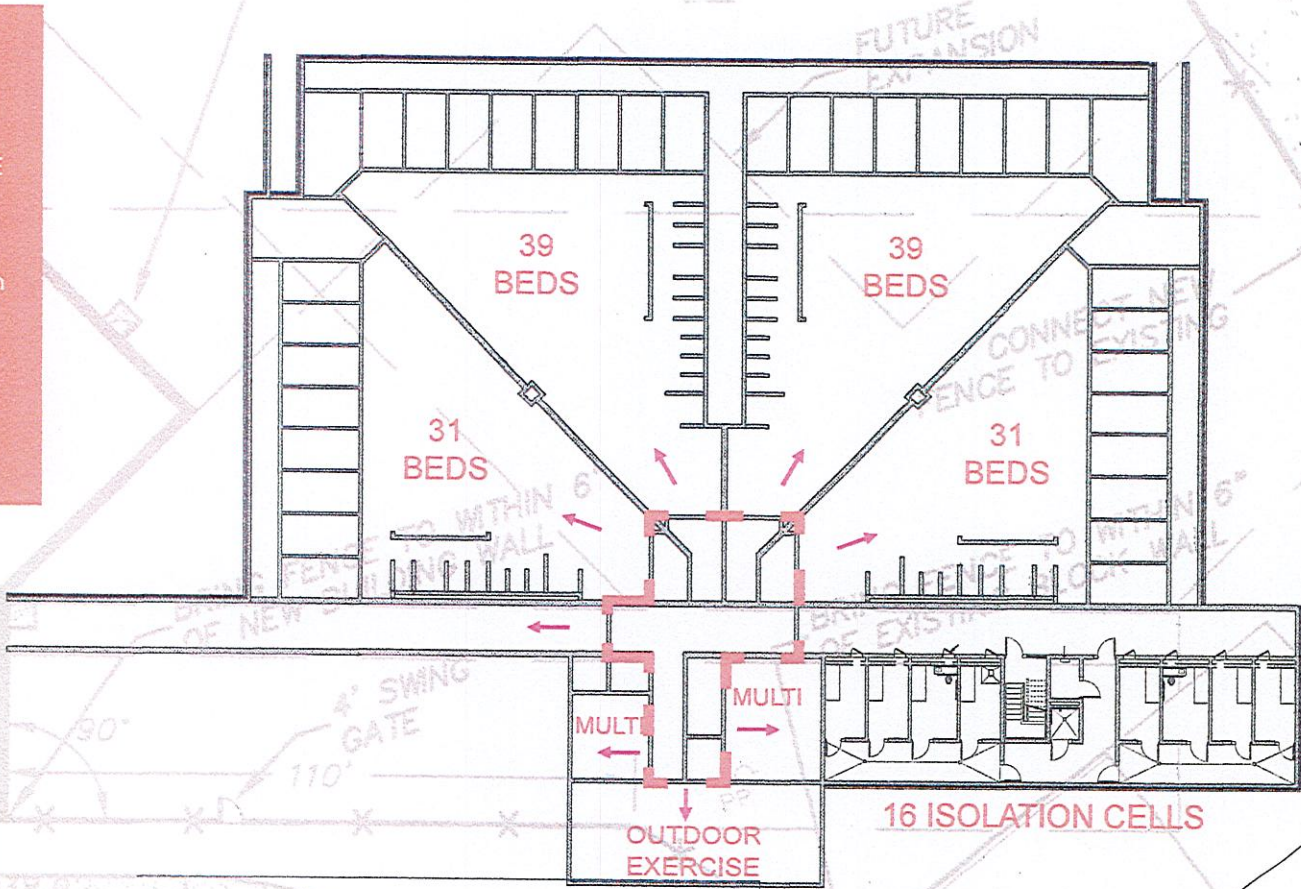 FUTURE
EXPANSION
39
BEDS
39
BEDS
CONNECT NEW
FENCE TO EXISTING
31
BEDS
31
BEDS
BRING FENCE TO WITHIN 6"
OF NEW BUILDING WALL
BRING FENCE TO WITHIN 6"
OF EXISTING BLOCK WALL
4' SWING
GATE
90°
110'
MULTI
MULTI
PP
OUTDOOR
EXERCISE
16 ISOLATION CELLS